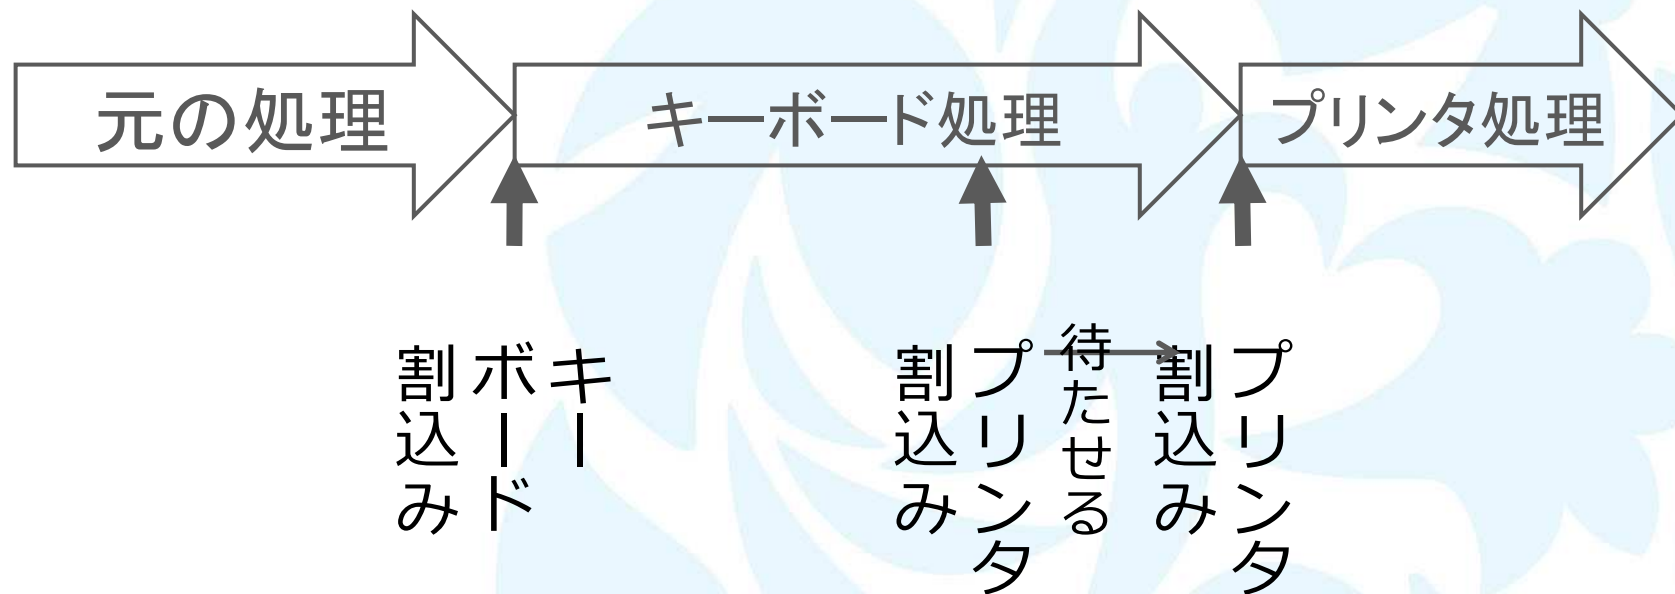 元の処理
キーボード処理
プリンタ処理
キー
ボード
割込み
プリンタ
割込み
待たせる
プリンタ
割込み